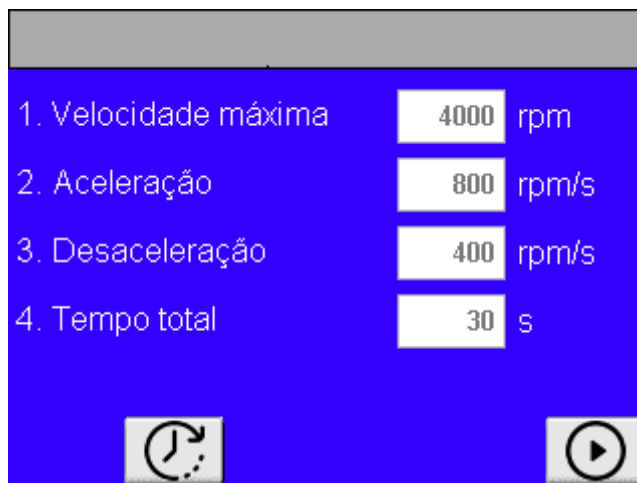 1. Velocidade máxima 4000 rpm
2. Aceleração 800 rpm/s
3. Desaceleração 400 rpm/s
4. Tempo total 30 s